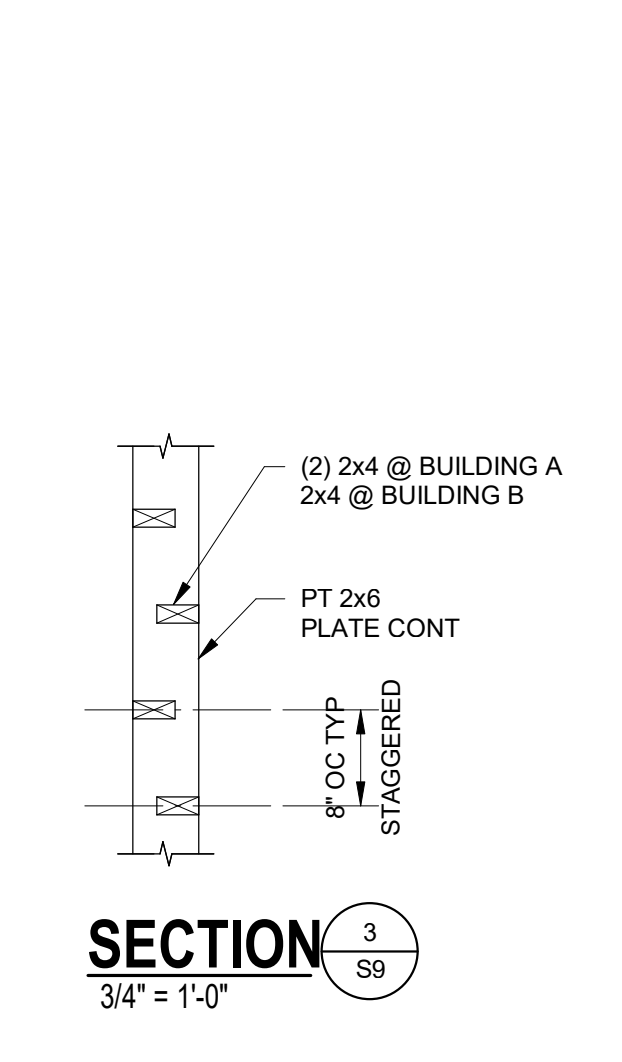 (2) 2x4 @ BUILDING A
2x4 @ BUILDING B
PT 2x6
PLATE CONT
8" OC TYP
STAGGERED
SECTION
3/4" = 1'-0"
3
S9